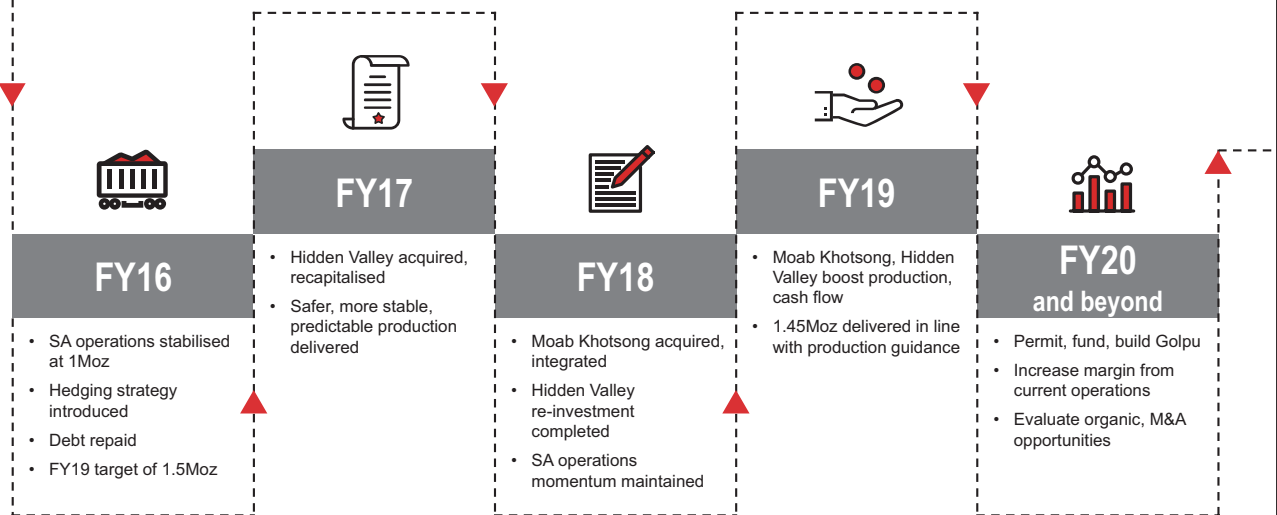 FY16
• SA operations stabilised
at 1Moz
• Hedging strategy
introduced
• Debt repaid
• FY19 target of 1.5Moz
FY17
• Hidden Valley acquired,
recapitalised
• Safer, more stable,
predictable production
delivered
FY18
• Moab Khotsong acquired,
integrated
• Hidden Valley
re-investment
completed
• SA operations
momentum maintained
FY19
• Moab Khotsong, Hidden
Valley boost production,
cash flow
• 1.45Moz delivered in line
with production guidance
FY20
and beyond
• Permit, fund, build Golpu
• Increase margin from
current operations
• Evaluate organic, M&A
opportunities